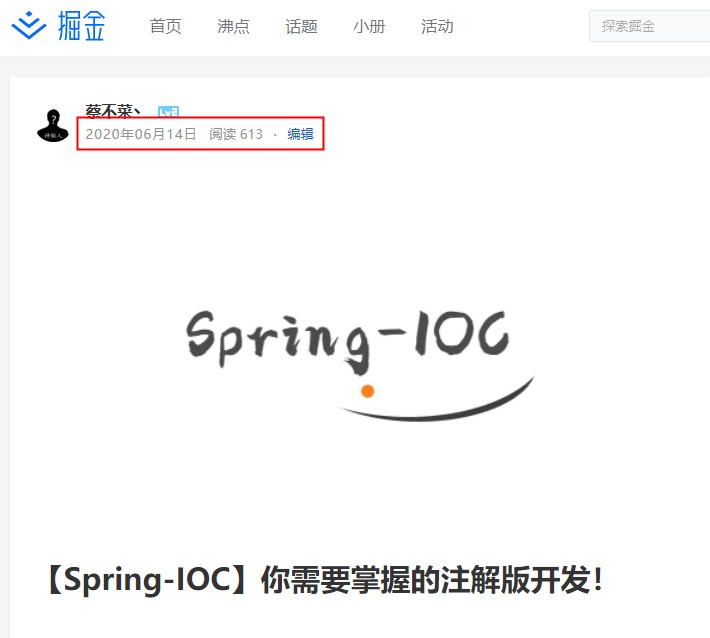 掘金 首页 沸点 话题 小册 活动 探索掘金
蔡不菜丶 Lv2
2020年06月14日 阅读 613 · 编辑
Spring-IOC
【Spring-IOC】你需要掌握的注解版开发！